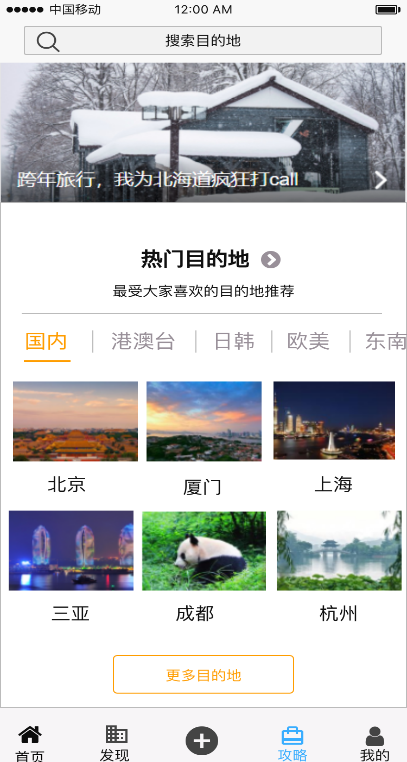 中国移动 12:00 AM
搜索目的地
跨年旅行，我为北海道疯狂打call
热门目的地
最受大家喜欢的目的地推荐
国内 港澳台 日韩 欧美 东南
北京 厦门 上海
三亚 成都 杭州
更多目的地
首页 发现 攻略 我的